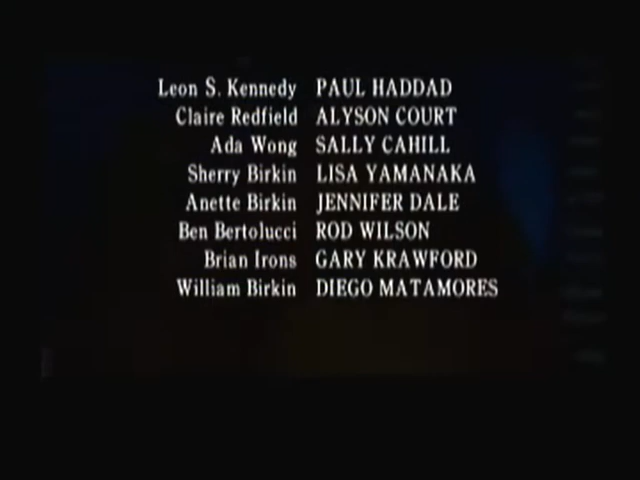 Leon S. Kennedy PAUL HADDAD
Claire Redfield ALYSON COURT
Ada Wong SALLY CAHILL
Sherry Birkin LISA YAMANAKA
Anette Birkin JENNIFER DALE
Ben Bertolucci ROD WILSON
Brian Irons GARY KRAWFORD
William Birkin DIEGO MATAMORES